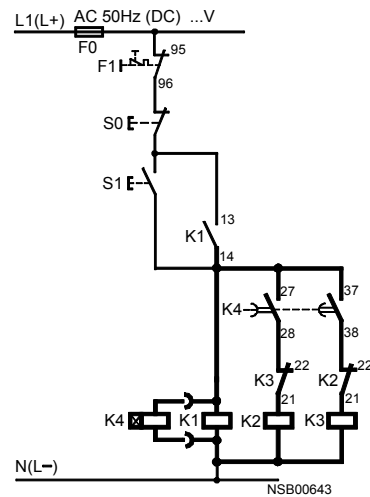 L1(L+) AC 50Hz (DC) ...V
F0
95
F1
96
S0
S1
13
K1
14
27 37
K4
28 38
22 22
K3 K2
21 21
K4 K1 K2 K3
N(L−)
NSB00643